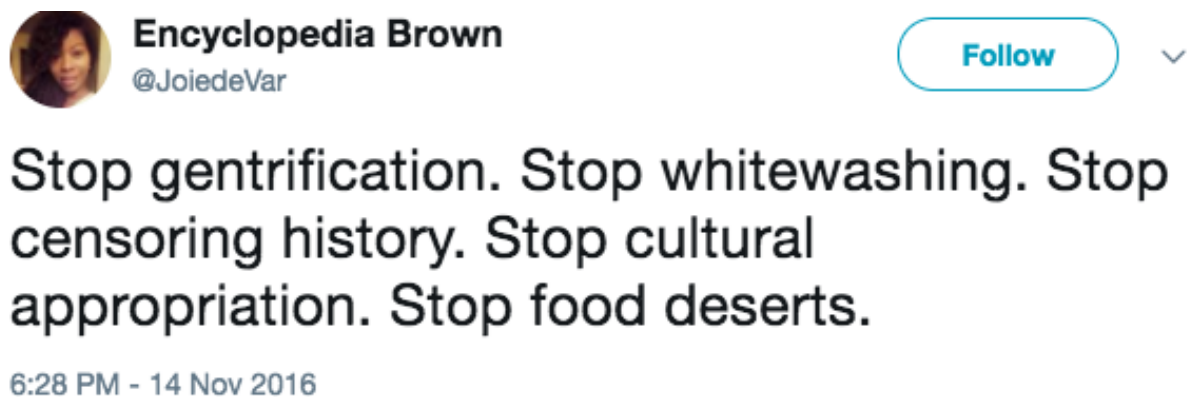 Encyclopedia Brown
@JoiedeVar
Follow
Stop gentrification. Stop whitewashing. Stop
censoring history. Stop cultural
appropriation. Stop food deserts.
6:28 PM - 14 Nov 2016